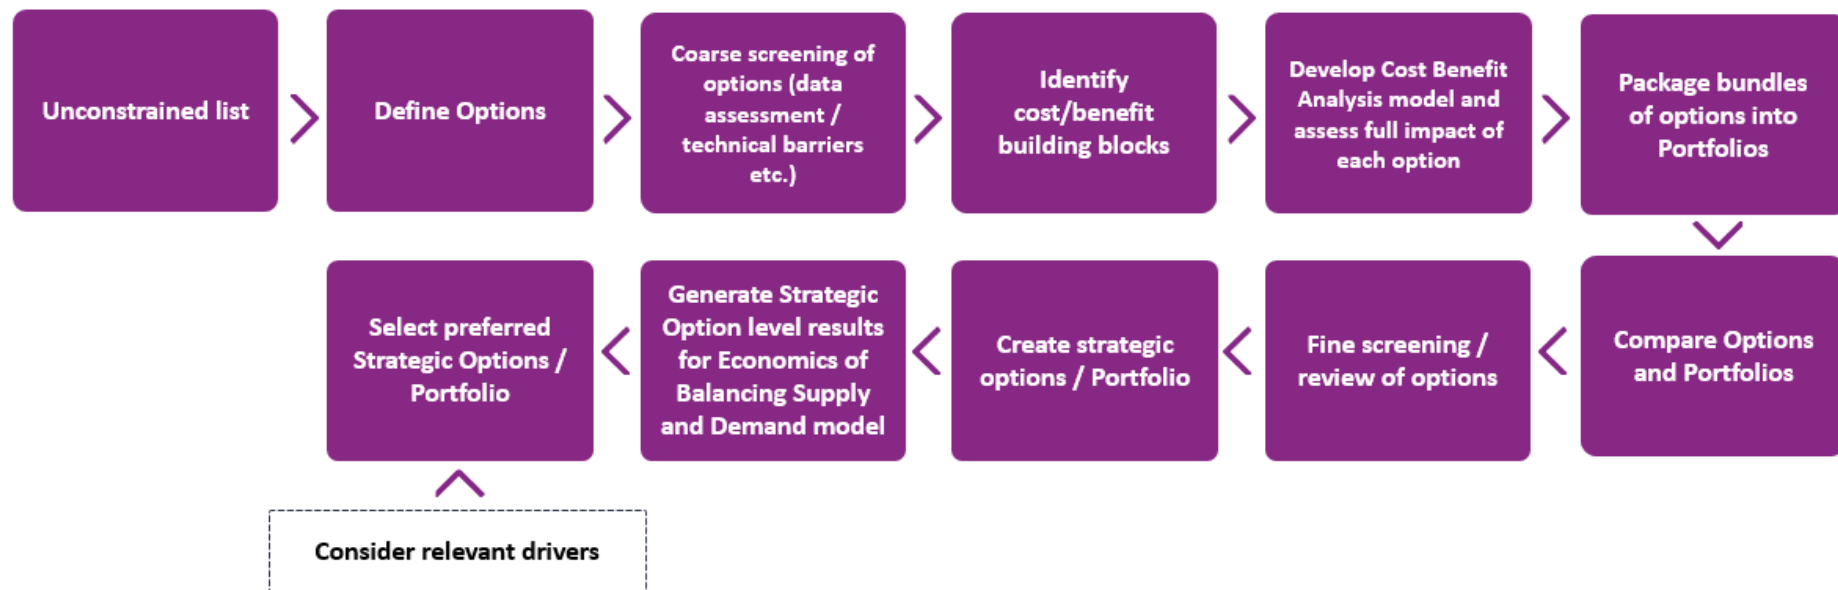 Unconstrained list
Define Options
Coarse screening of
options (data
assessment /
technical barriers
etc.)
Identify
cost/benefit
building blocks
Develop Cost Benefit
Analysis model and
assess full impact of
each option
Package bundles
of options into
Portfolios
Compare Options
and Portfolios
Fine screening /
review of options
Create strategic
options / Portfolio
Generate Strategic
Option level results
for Economics of
Balancing Supply
and Demand model
Select preferred
Strategic Options /
Portfolio
Consider relevant drivers